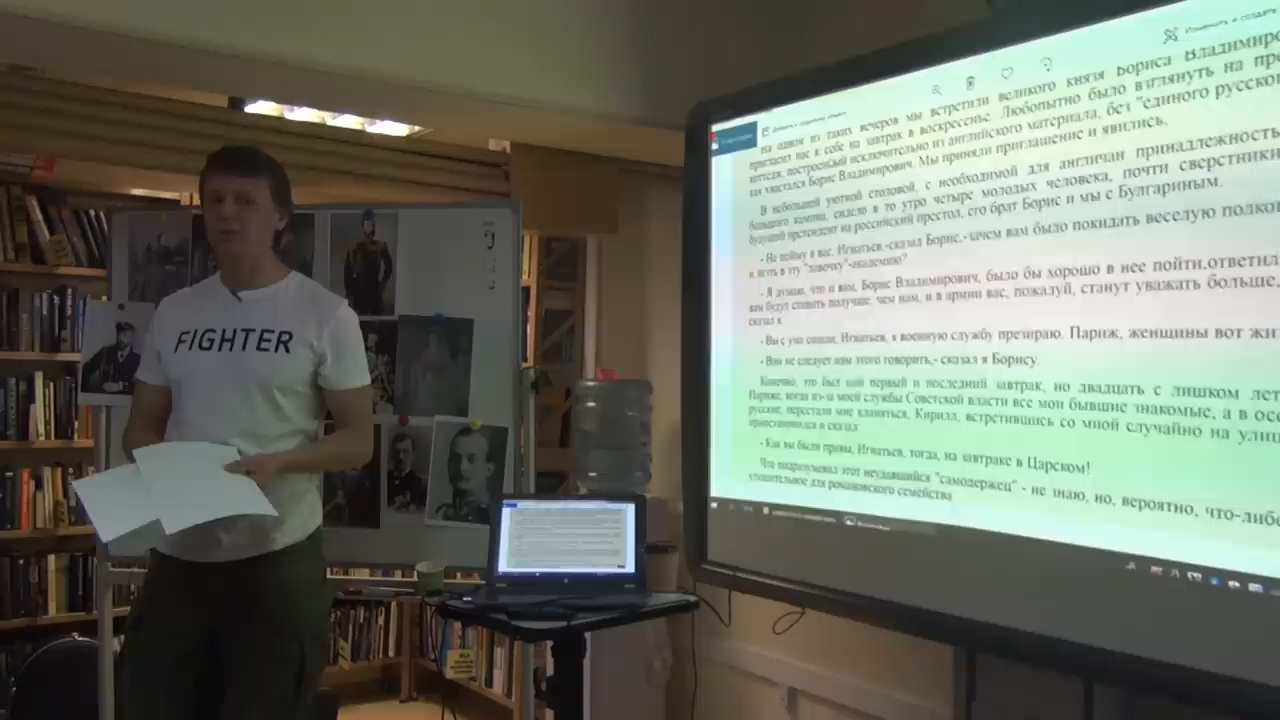 FIGHTER
Изменить и создать
на одном из таких вечеров мы встретили великого князя Бориса Владимиро
пригласил нас к себе на завтрак в воскресенье. Любопытно было взглянуть на
коттедж, построенный исключительно из английского материала, без "единого русско
как хвастался Борис Владимирович. Мы приняли приглашение и явились.
В небольшой уютной столовой, с необходимой для англичан принадлежность
большого камина, сидело в то утро четыре молодых человека, почти сверстники
будущий претендент на российский престол, его брат Борис и мы с Булгариным.
- Не пойму я вас, Игнатьев,-сказал Борис,-зачем вам было покидать веселую
и лезть в эту "лавочку"-академию?
- Я думаю, что и вам, Борис Владимирович, было бы хорошо в нее пойти,ответил
вам будут ставить получше, чем нам, и в армии вас, пожалуй, станут уважать больше,
сказал я.
- Вы с ума сошли, Игнатьев, я военную службу презираю. Париж, женщины вот
- Вам не следует нам этого говорить,- сказал я Борису.
Конечно, это был мой первый и последний завтрак, но двадцать с лишком лет
Париже, когда из-за моей службы Советской власти все мои бывшие знакомые, а в
русские, перестали мне кланяться, Кирилл, встретившись со мной случайно на улиц
приостановился и сказал:
- Как вы были правы, Игнатьев, тогда, на завтраке в Царском!
Что подразумевал этот неудавшийся "самодержец" - не знаю, но, вероятно, что-либо
утешительное для романовского семейства